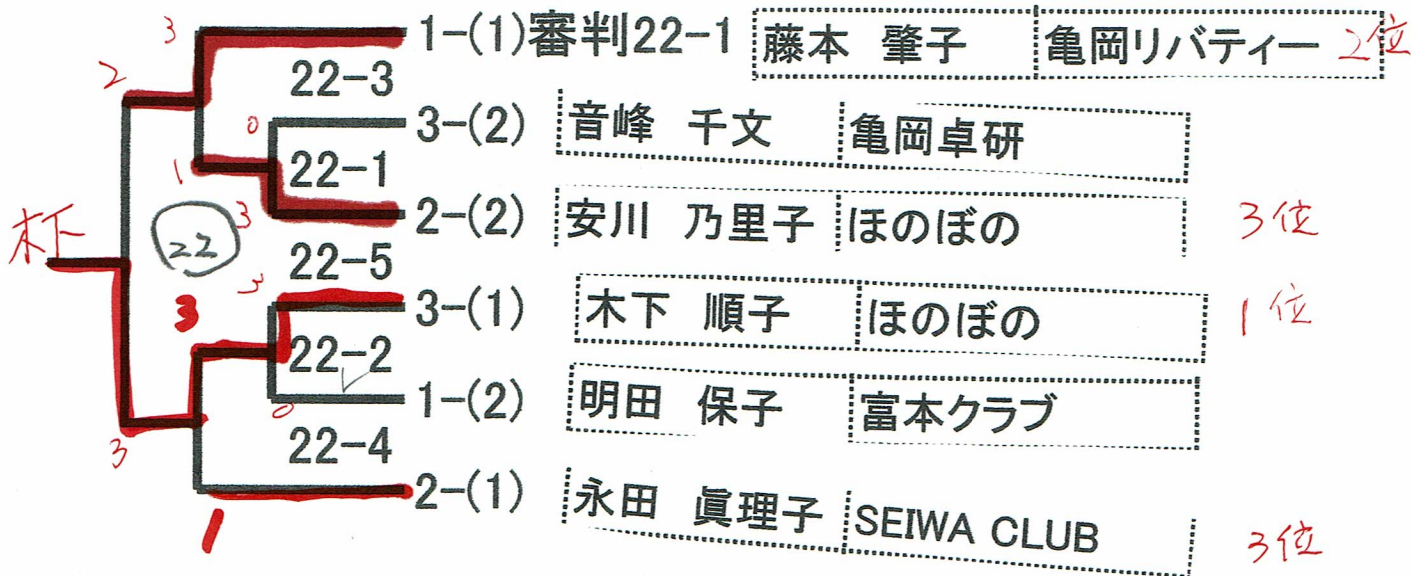 3 1-(1)審判22-1 藤本 肇子 亀岡リバティー 2位
2 22-3
0 3-(2) 音峰 千文 亀岡卓研
1 22-1
3 2-(2) 安川 乃里子 ほのぼの 3位
木下 22 22-5
3 3 3-(1) 木下 順子 ほのぼの 1位
22-2
0 1-(2) 明田 保子 富本クラブ
3 22-4
1 2-(1) 永田 眞理子 SEIWA CLUB 3位